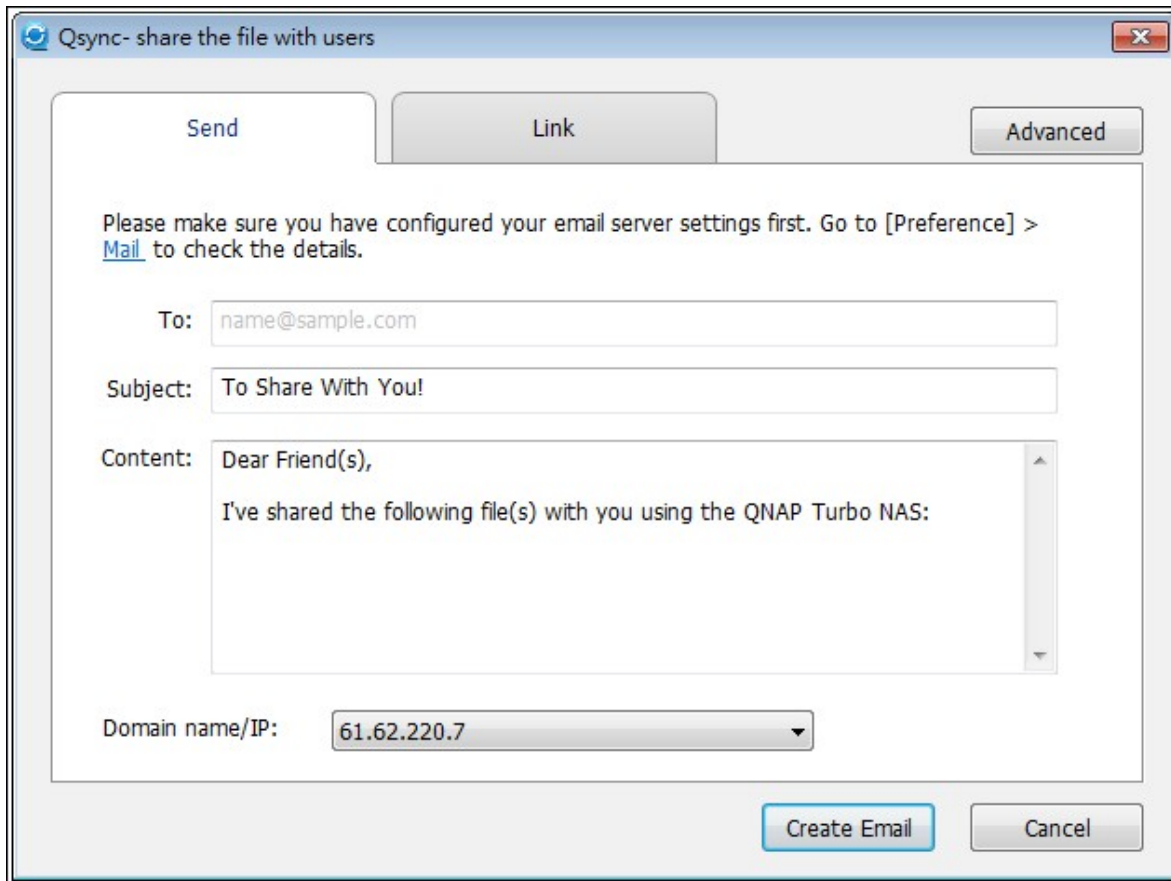 Qsync- share the file with users
Send
Link
Advanced
Please make sure you have configured your email server settings first. Go to [Preference] >
Mail to check the details.
To: name@sample.com
Subject: To Share With You!
Content: Dear Friend(s),
I've shared the following file(s) with you using the QNAP Turbo NAS:
Domain name/IP: 61.62.220.7
Create Email
Cancel